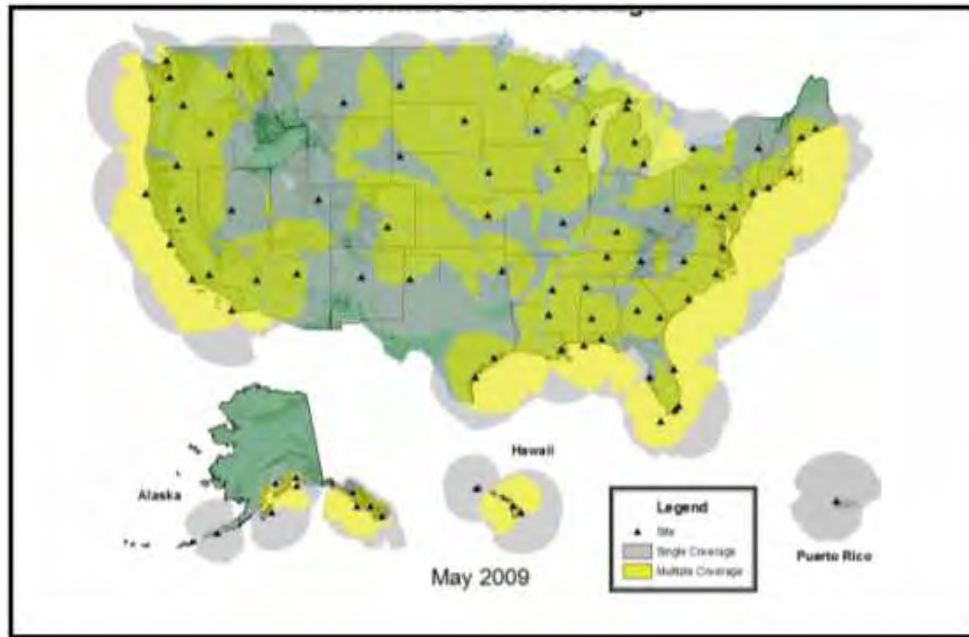 Hawaii
Alaska
Legend
Site
Single Coverage
Multiple Coverage
Puerto Rico
May 2009